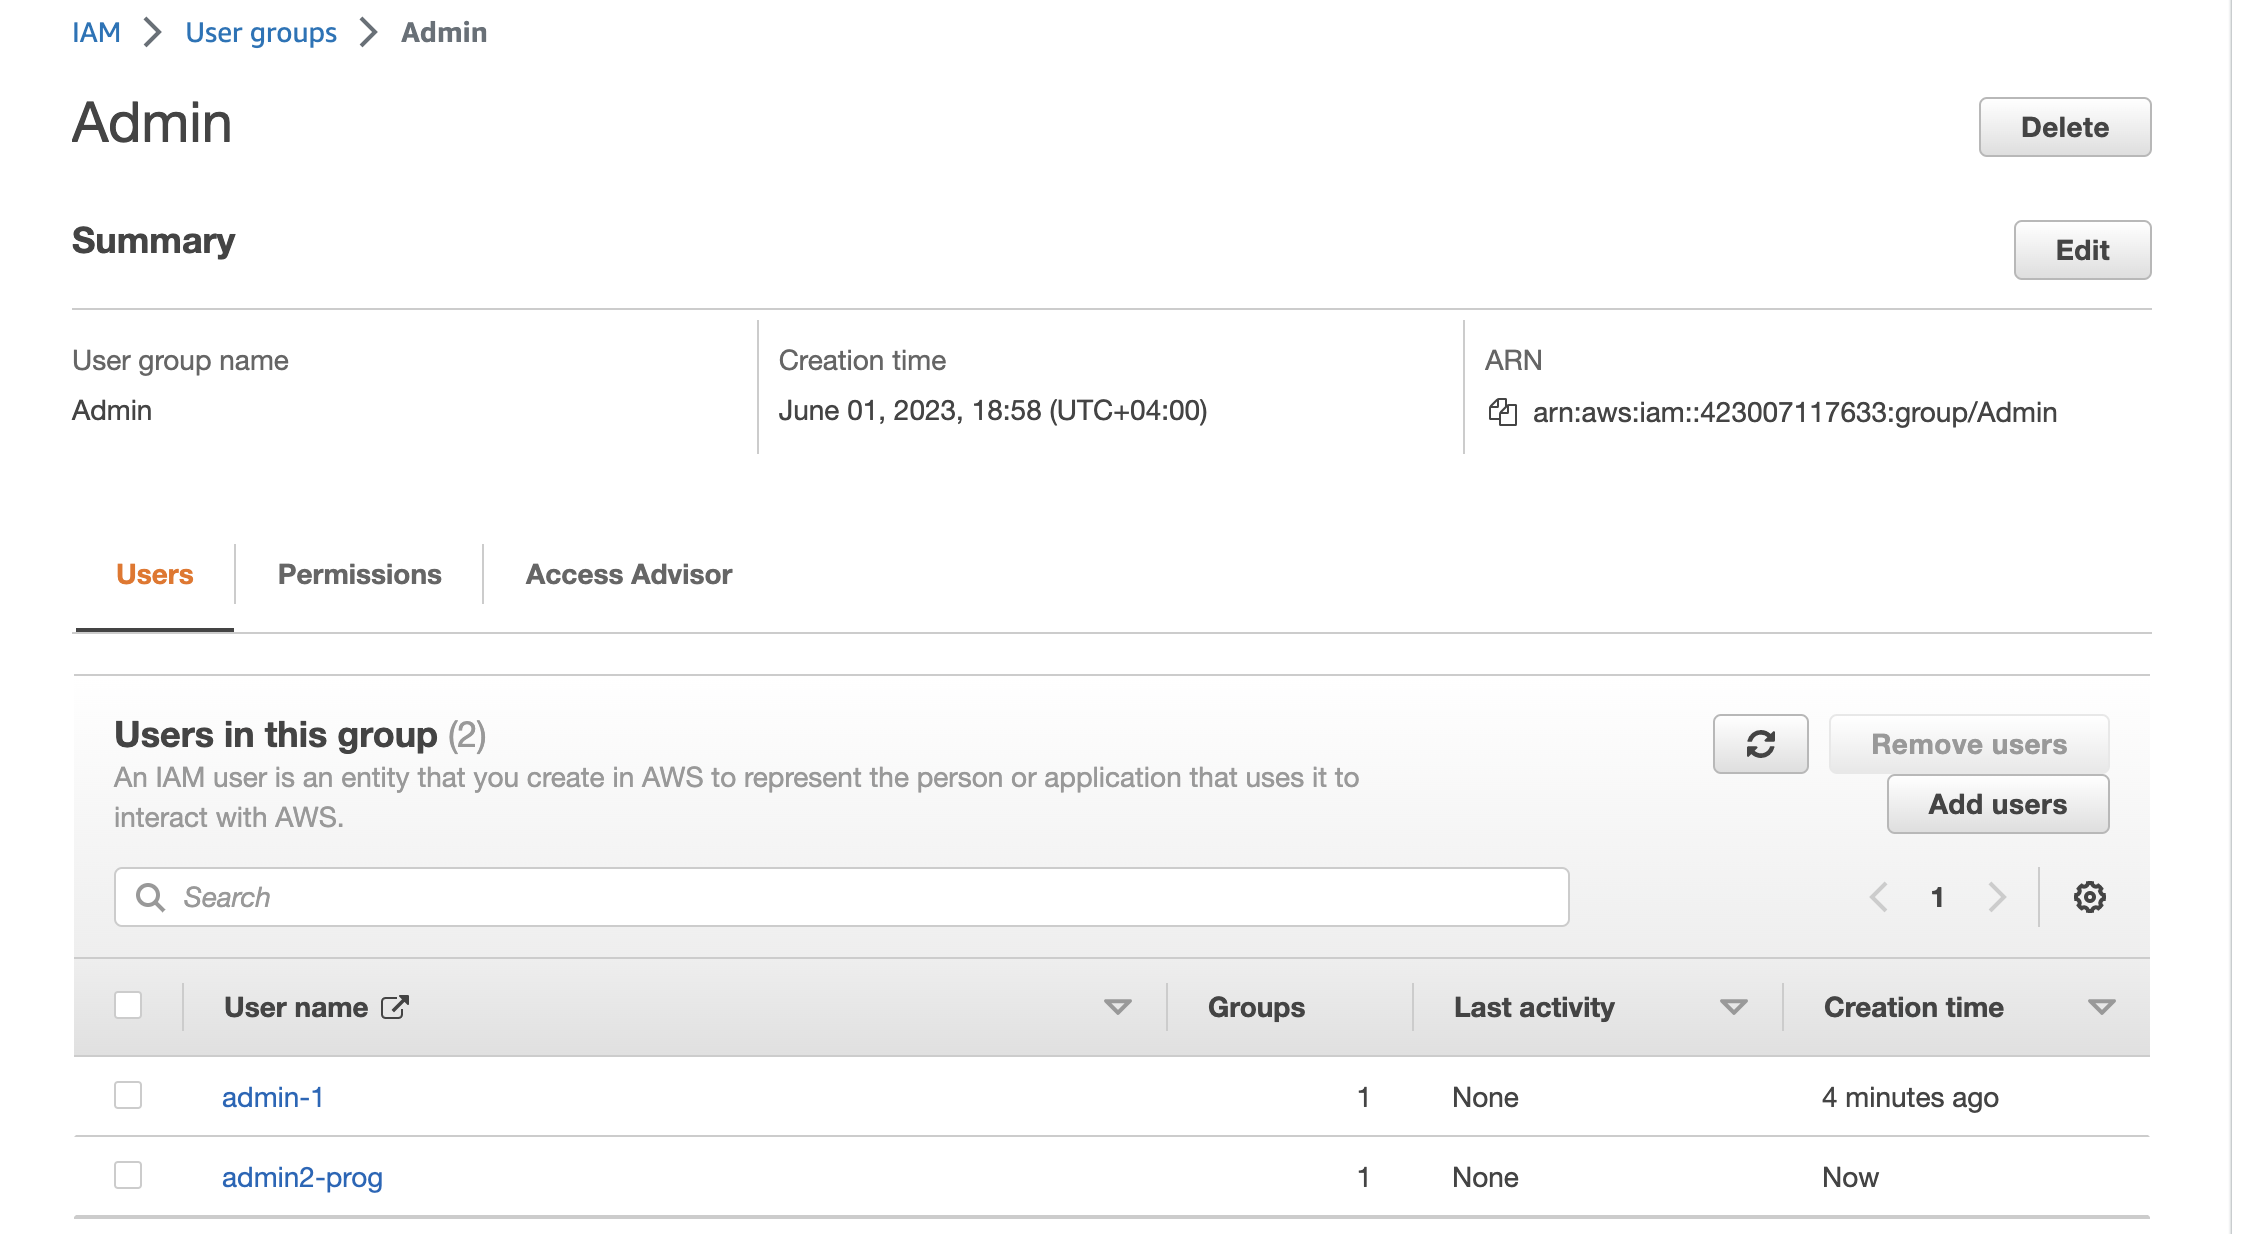 IAM > User groups > Admin
Admin
Delete
Summary
Edit
User group name
Admin
Creation time
June 01, 2023, 18:58 (UTC+04:00)
ARN
arn:aws:iam::423007117633:group/Admin
Users
Permissions
Access Advisor
Users in this group (2)
An IAM user is an entity that you create in AWS to represent the person or application that uses it to
interact with AWS.
Remove users
Add users
Search
1
User name
Groups
Last activity
Creation time
admin-1 1 None 4 minutes ago
admin2-prog 1 None Now